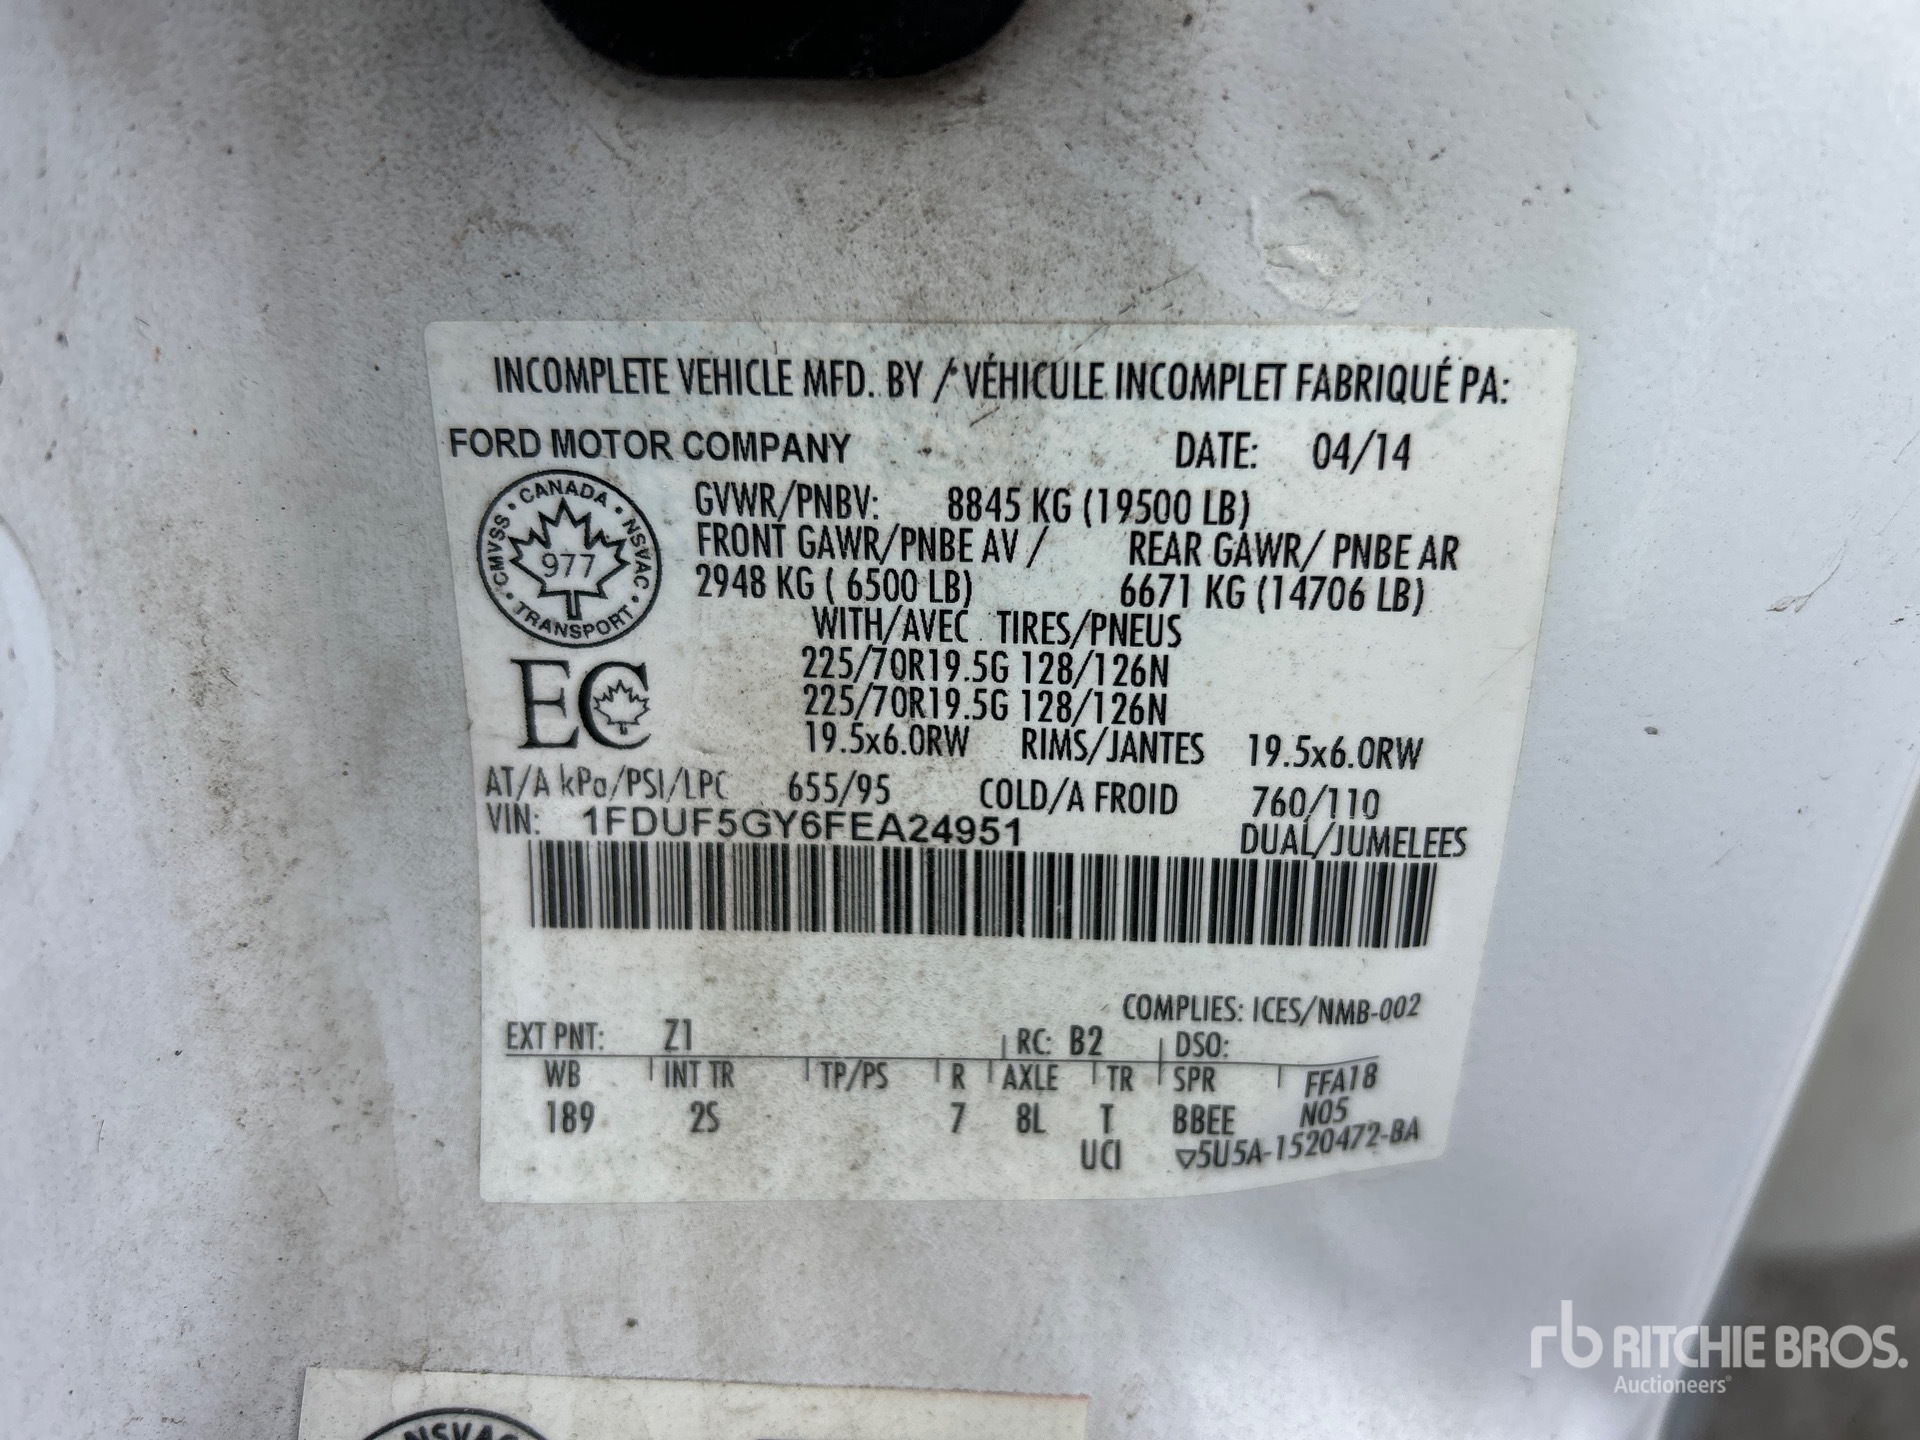 INCOMPLETE VEHICLE MFD. BY / VÉHICULE INCOMPLET FABRIQUÉ PA:
FORD MOTOR COMPANY DATE: 04/14
CANADA
CMVSS · NSVAC
977
TRANSPORT
GVWR/PNBV: 8845 KG (19500 LB)
FRONT GAWR/PNBE AV / REAR GAWR/ PNBE AR
2948 KG ( 6500 LB) 6671 KG (14706 LB)
WITH/AVEC TIRES/PNEUS
225/70R19.5G 128/126N
225/70R19.5G 128/126N
EC
19.5x6.0RW RIMS/JANTES 19.5x6.0RW
AT/A kPa/PSI/LPC 655/95 COLD/A FROID 760/110
VIN: 1FDUF5GY6FEA24951 DUAL/JUMELEES
COMPLIES: ICES/NMB-002
EXT PNT: Z1 RC: B2 DSO:
WB INT TR TP/PS R AXLE TR SPR FFA18
189 2S 7 8L T BBEE N05
UCI ▽5U5A-1520472-BA
NSVAC
rb RITCHIE BROS.
Auctioneers